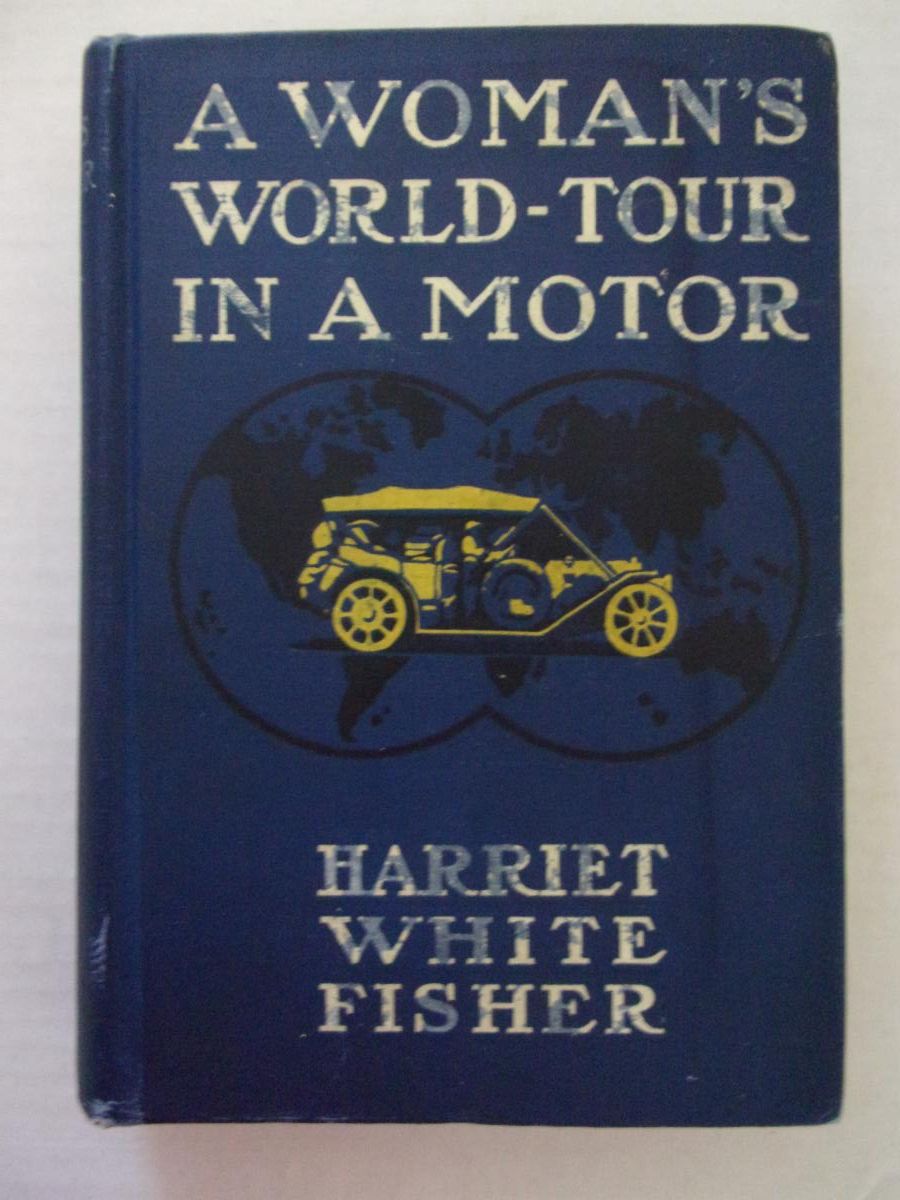 A WOMAN'S
WORLD-TOUR
IN A MOTOR
HARRIET
WHITE
FISHER